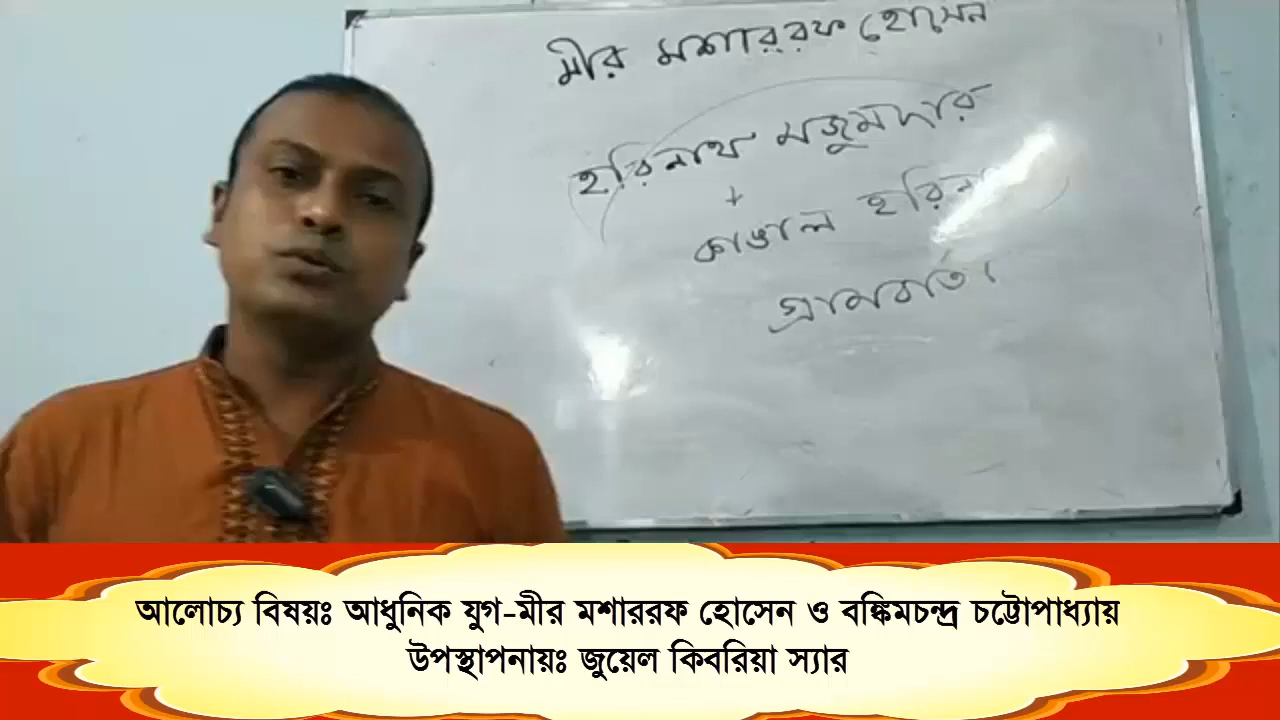 মীর মশাররফ হোসেন
হরিনাথ মজুমদার
+
কাঙাল হরিনাথ
গ্রামবার্তা
আলোচ্য বিষয়ঃ আধুনিক যুগ-মীর মশাররফ হোসেন ও বঙ্কিমচন্দ্র চট্টোপাধ্যায়
উপস্থাপনায়ঃ জুয়েল কিবরিয়া স্যার